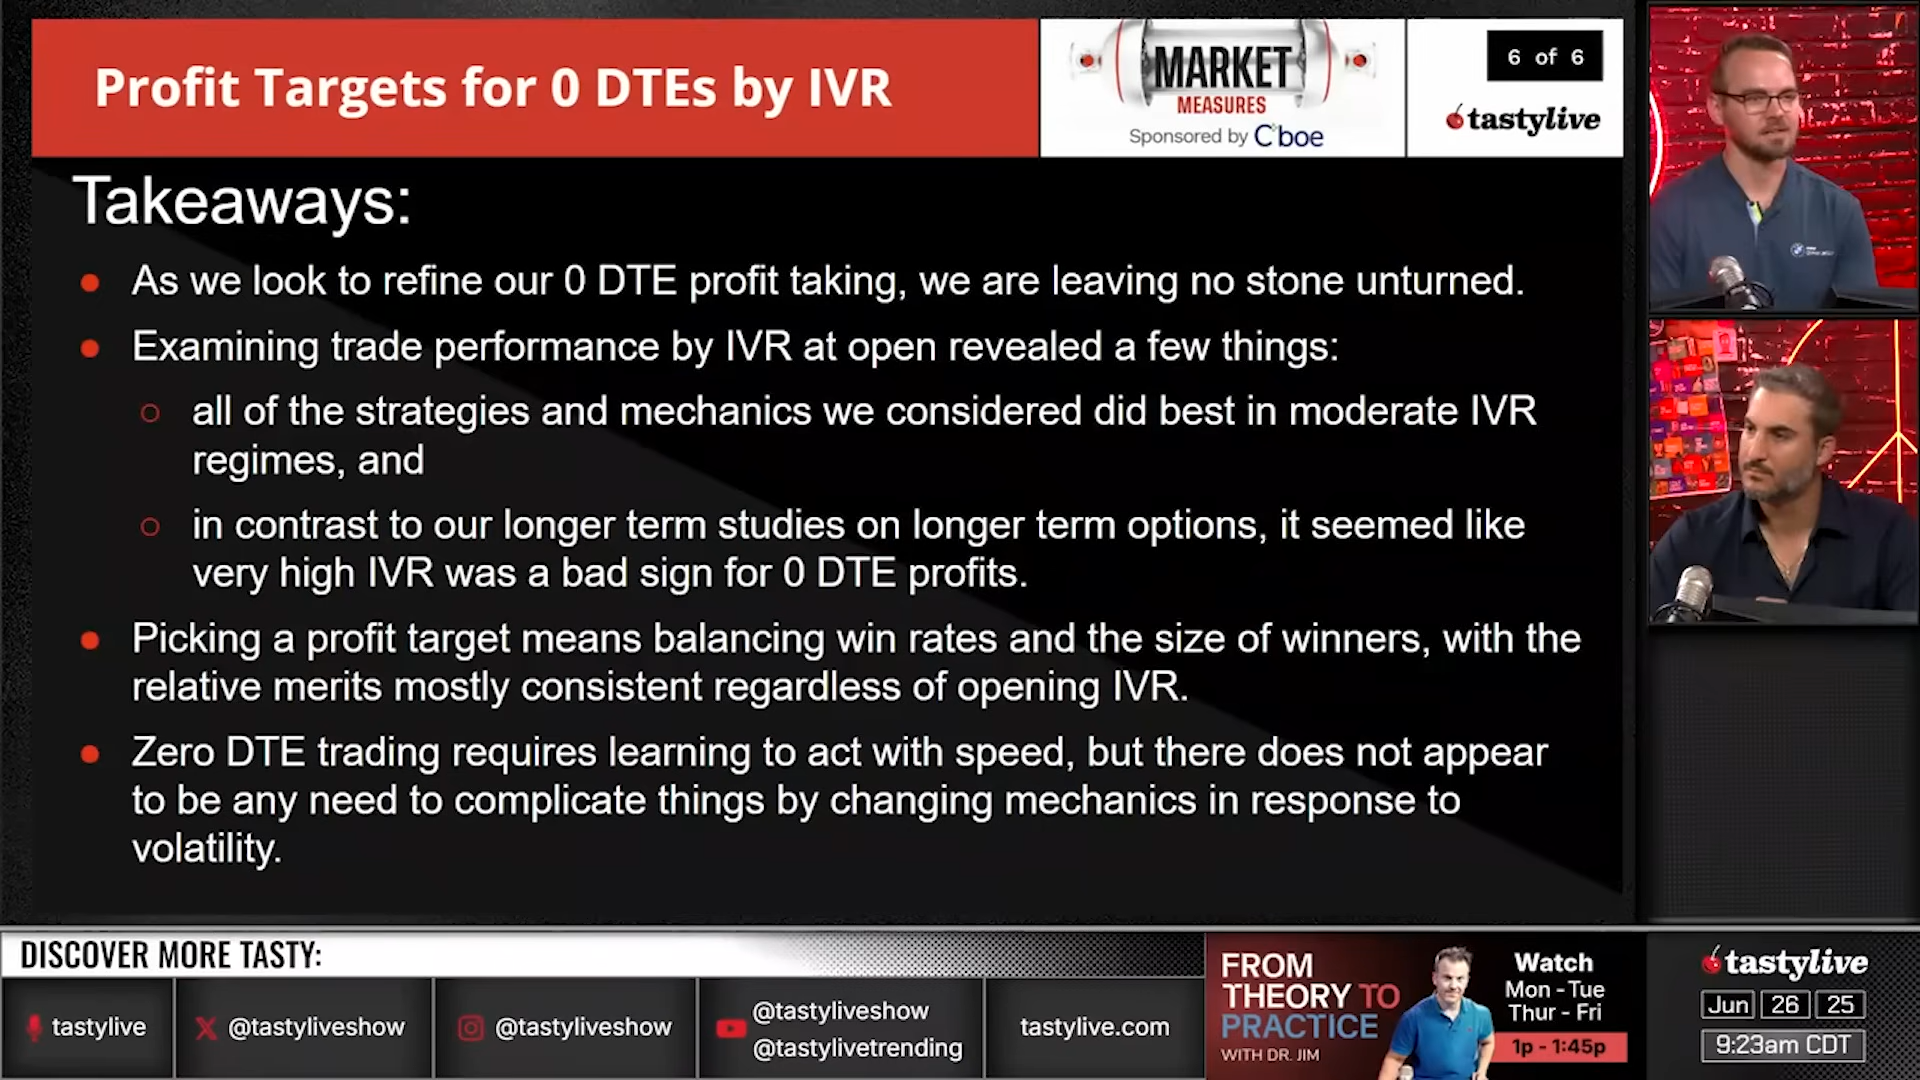 Profit Targets for 0 DTEs by IVR
MARKET
MEASURES
Sponsored by Cboe
6 of 6
tastylive
Takeaways:
As we look to refine our 0 DTE profit taking, we are leaving no stone unturned.
Examining trade performance by IVR at open revealed a few things:
all of the strategies and mechanics we considered did best in moderate IVR
regimes, and
in contrast to our longer term studies on longer term options, it seemed like
very high IVR was a bad sign for 0 DTE profits.
Picking a profit target means balancing win rates and the size of winners, with the
relative merits mostly consistent regardless of opening IVR.
Zero DTE trading requires learning to act with speed, but there does not appear
to be any need to complicate things by changing mechanics in response to
volatility.
DISCOVER MORE TASTY:
tastylive
@tastyliveshow
@tastyliveshow
@tastyliveshow
@tastylivetrending
tastylive.com
FROM
THEORY TO
PRACTICE
WITH DR. JIM
Watch
Mon - Tue
Thur - Fri
1p - 1:45p
tastylive
Jun 26 25
9:23am CDT